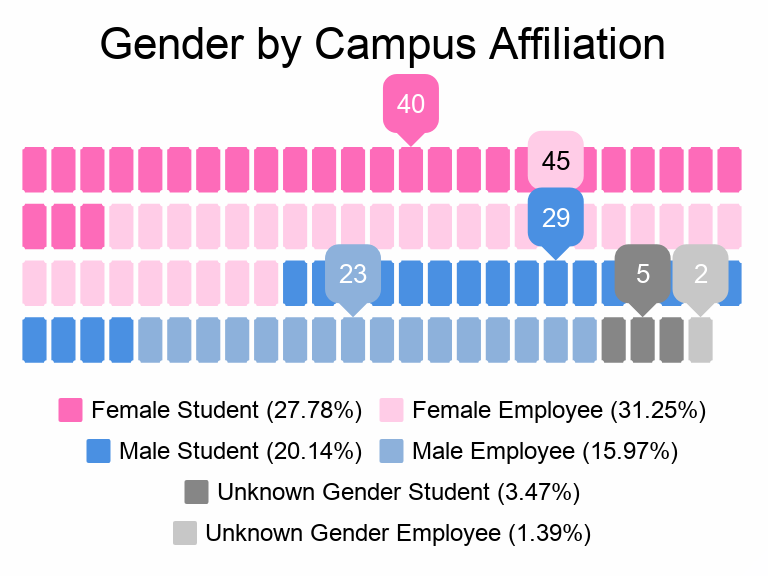 Gender by Campus Affiliation
40
45
29
23
5
2
Female Student (27.78%)
Female Employee (31.25%)
Male Student (20.14%)
Male Employee (15.97%)
Unknown Gender Student (3.47%)
Unknown Gender Employee (1.39%)